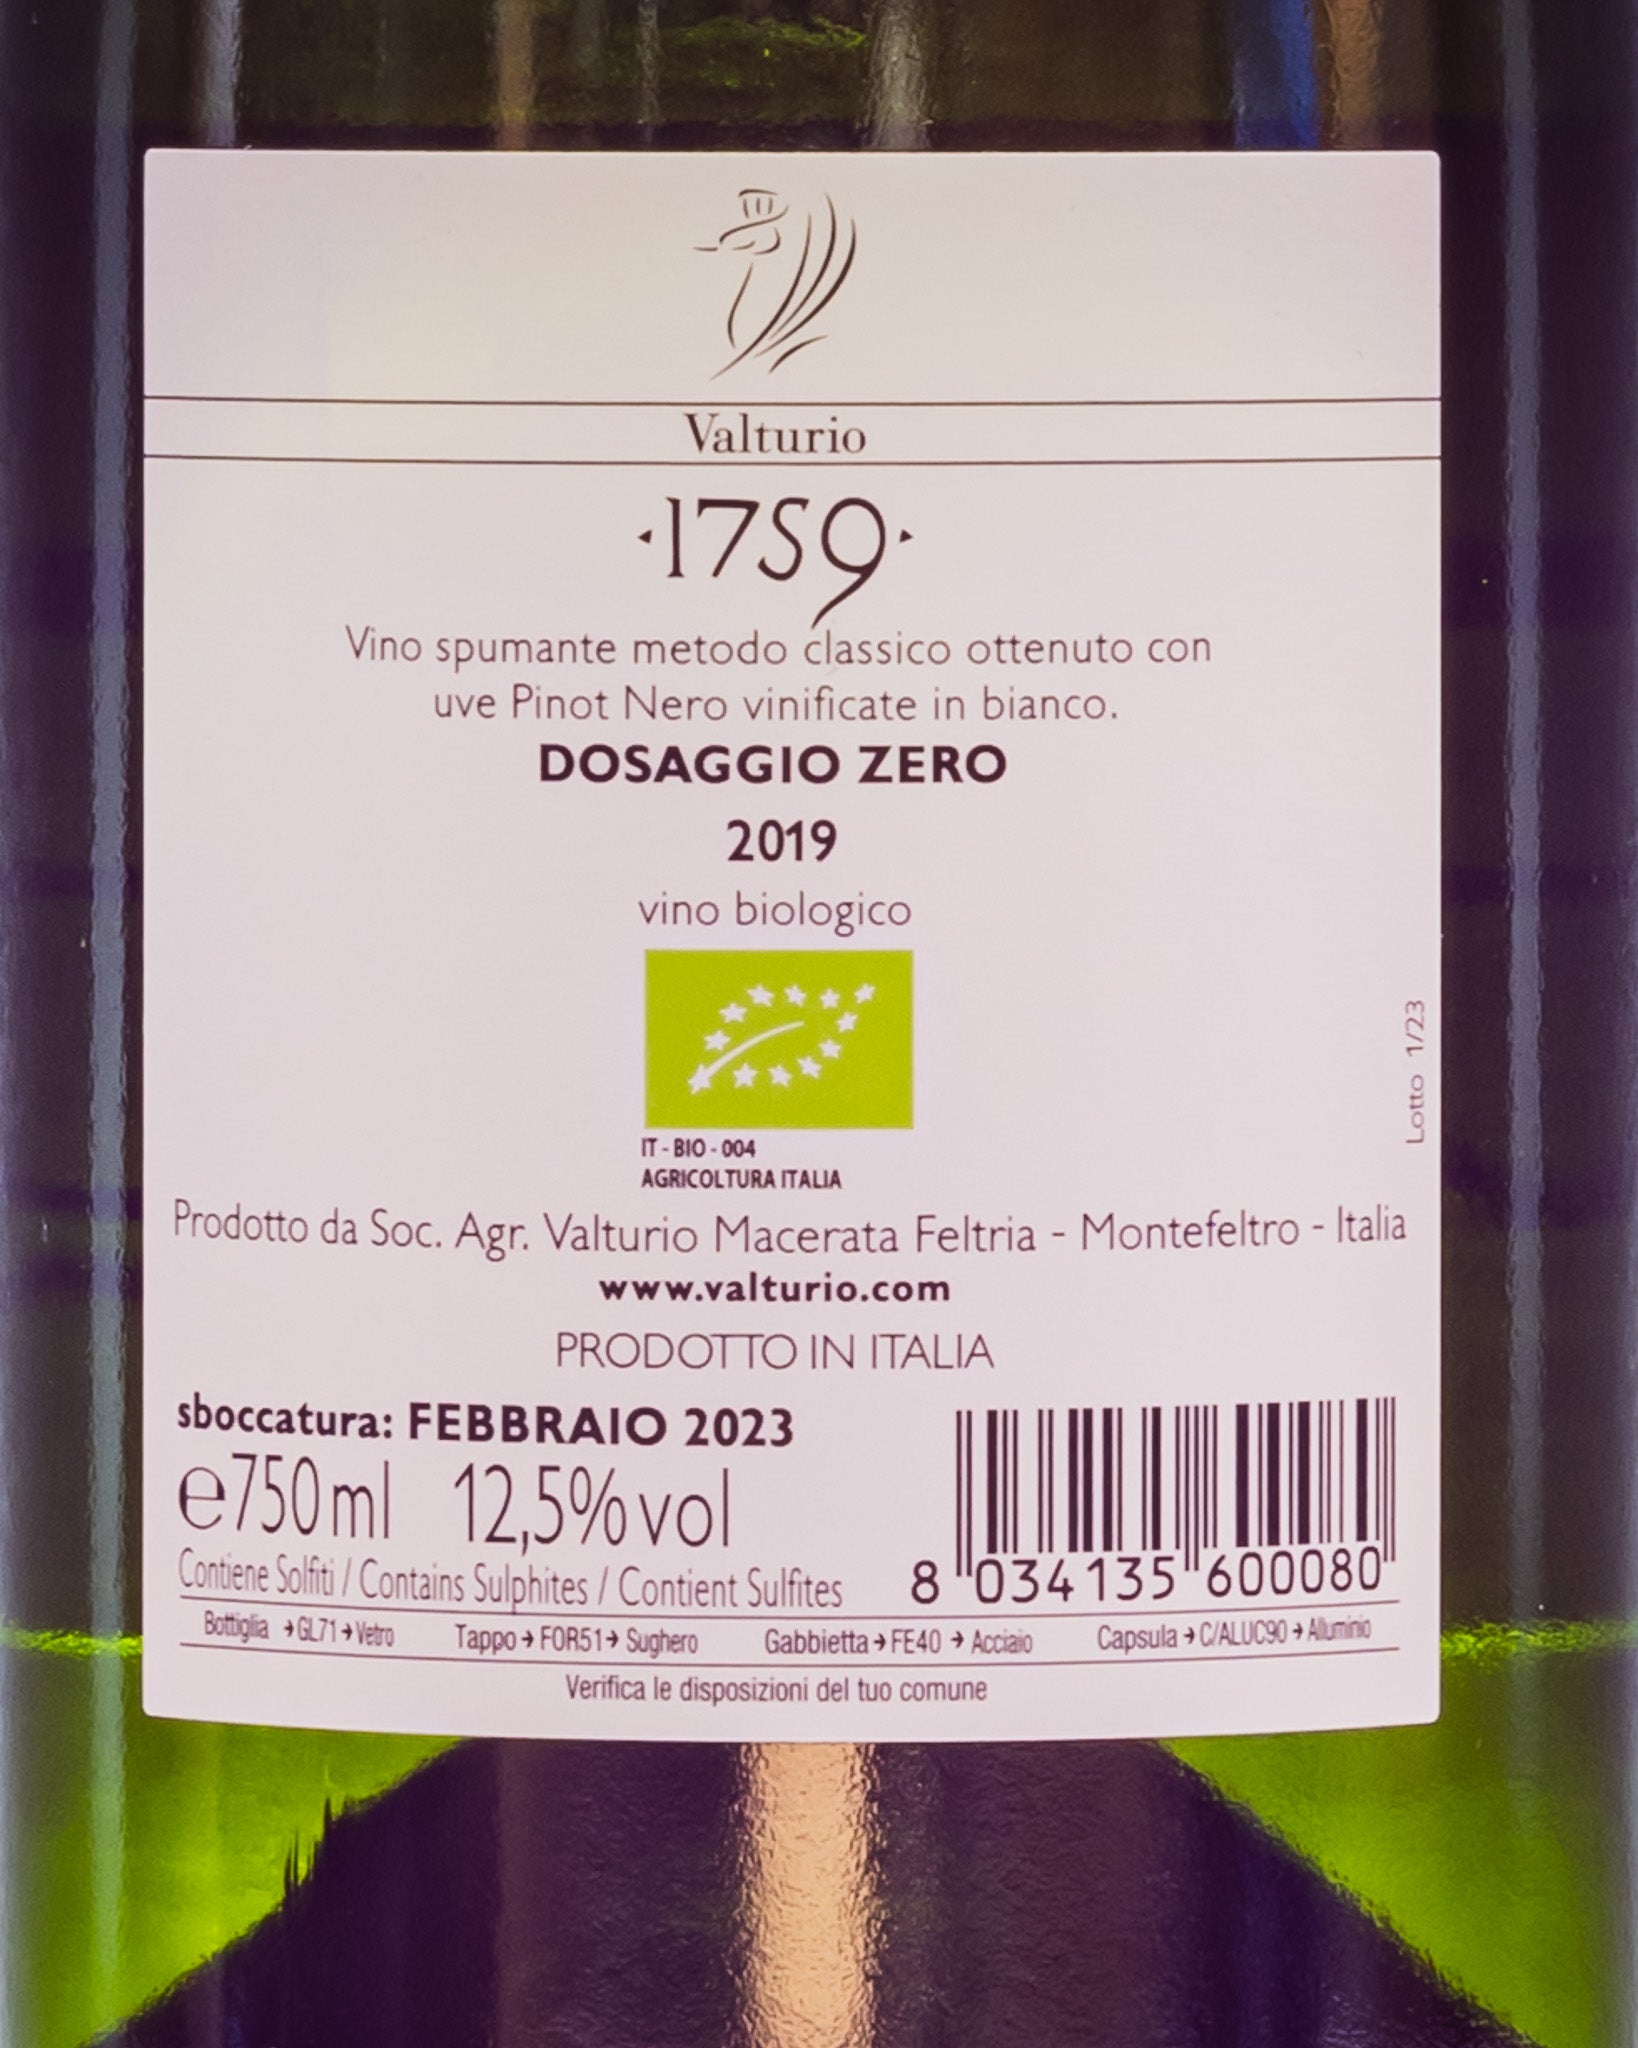 Valturio
·1759·
Vino spumante metodo classico ottenuto con
uve Pinot Nero vinificate in bianco.
DOSAGGIO ZERO
2019
vino biologico
IT - BIO - 004
AGRICOLTURA ITALIA
Lotto 1/23
Prodotto da Soc. Agr. Valturio Macerata Feltria - Montefeltro - Italia
www.valturio.com
PRODOTTO IN ITALIA
sboccatura: FEBBRAIO 2023
℮750ml 12,5%vol
Contiene Solfiti / Contains Sulphites / Contient Sulfites
8 034135 600080
Bottiglia → GL71 → Vetro Tappo → FOR51 → Sughero Gabbietta → FE40 → Acciaio Capsula → C/ALUC90 → Alluminio
Verifica le disposizioni del tuo comune